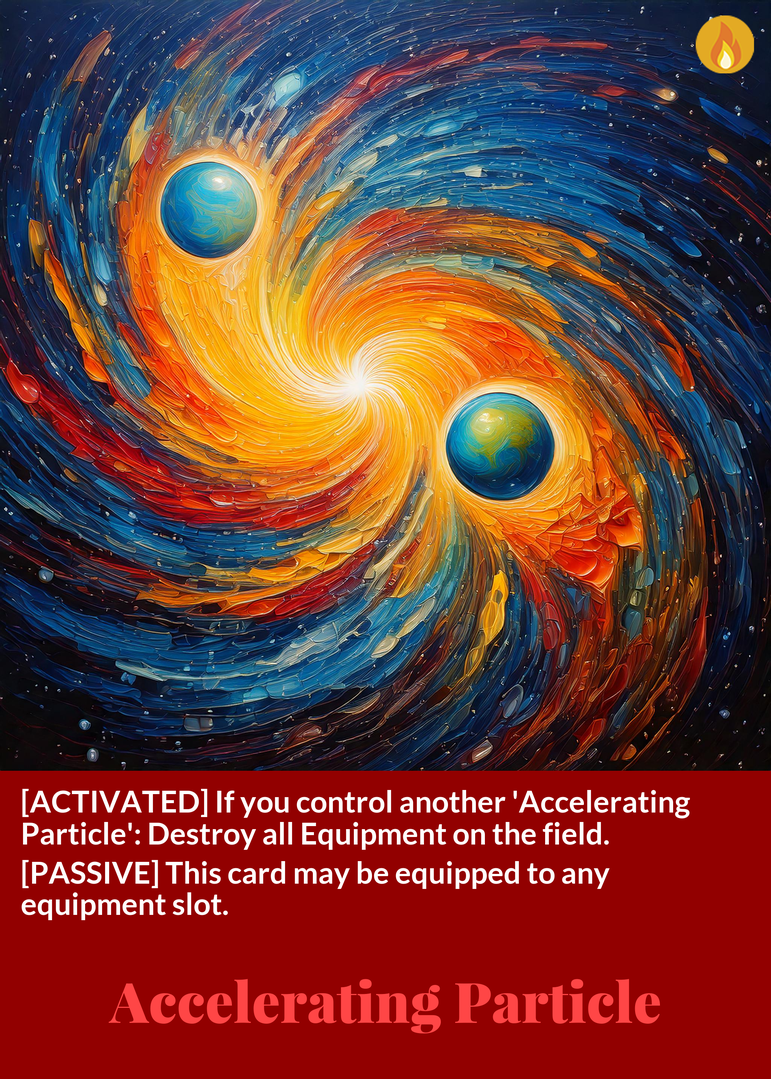 [ACTIVATED] If you control another 'Accelerating
Particle': Destroy all Equipment on the field.
[PASSIVE] This card may be equipped to any
equipment slot.
Accelerating Particle